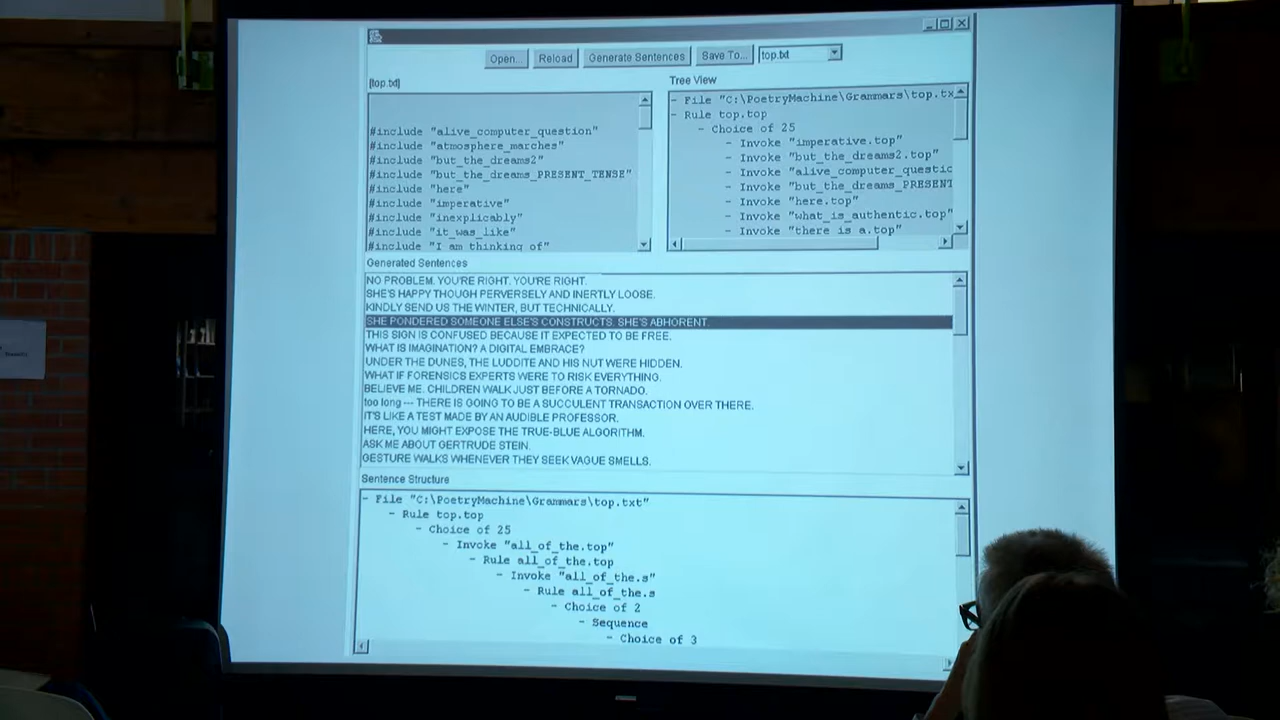 Open...
Reload
Generate Sentences
Save To...
top.txt
[top.txt]
#include "alive_computer_question"
#include "atmosphere_marches"
#include "but_the_dreams2"
#include "but_the_dreams_PRESENT_TENSE"
#include "here"
#include "imperative"
#include "inexplicably"
#include "it_was_like"
#include "I am thinking of"
Tree View
- File "C:\PoetryMachine\Grammars\top.tx
- Rule top.top
- Choice of 25
- Invoke "imperative.top"
- Invoke "but_the_dreams2.top"
- Invoke "alive_computer_questic
- Invoke "but_the_dreams_PRESENT
- Invoke "here.top"
- Invoke "what_is_authentic.top"
- Invoke "there is a.top"
Generated Sentences
NO PROBLEM. YOU'RE RIGHT. YOU'RE RIGHT.
SHE'S HAPPY THOUGH PERVERSELY AND INERTLY LOOSE.
KINDLY SEND US THE WINTER, BUT TECHNICALLY.
SHE PONDERED SOMEONE ELSE'S CONSTRUCTS. SHE'S ABHORENT.
THIS SIGN IS CONFUSED BECAUSE IT EXPECTED TO BE FREE.
WHAT IS IMAGINATION? A DIGITAL EMBRACE?
UNDER THE DUNES, THE LUDDITE AND HIS NUT WERE HIDDEN.
WHAT IF FORENSICS EXPERTS WERE TO RISK EVERYTHING.
BELIEVE ME. CHILDREN WALK JUST BEFORE A TORNADO.
too long --- THERE IS GOING TO BE A SUCCULENT TRANSACTION OVER THERE.
IT'S LIKE A TEST MADE BY AN AUDIBLE PROFESSOR.
HERE, YOU MIGHT EXPOSE THE TRUE-BLUE ALGORITHM.
ASK ME ABOUT GERTRUDE STEIN.
GESTURE WALKS WHENEVER THEY SEEK VAGUE SMELLS.
Sentence Structure
- File "C:\PoetryMachine\Grammars\top.txt"
- Rule top.top
- Choice of 25
- Invoke "all_of_the.top"
- Rule all_of_the.top
- Invoke "all_of_the.s"
- Rule all_of_the.s
- Choice of 2
- Sequence
- Choice of 3